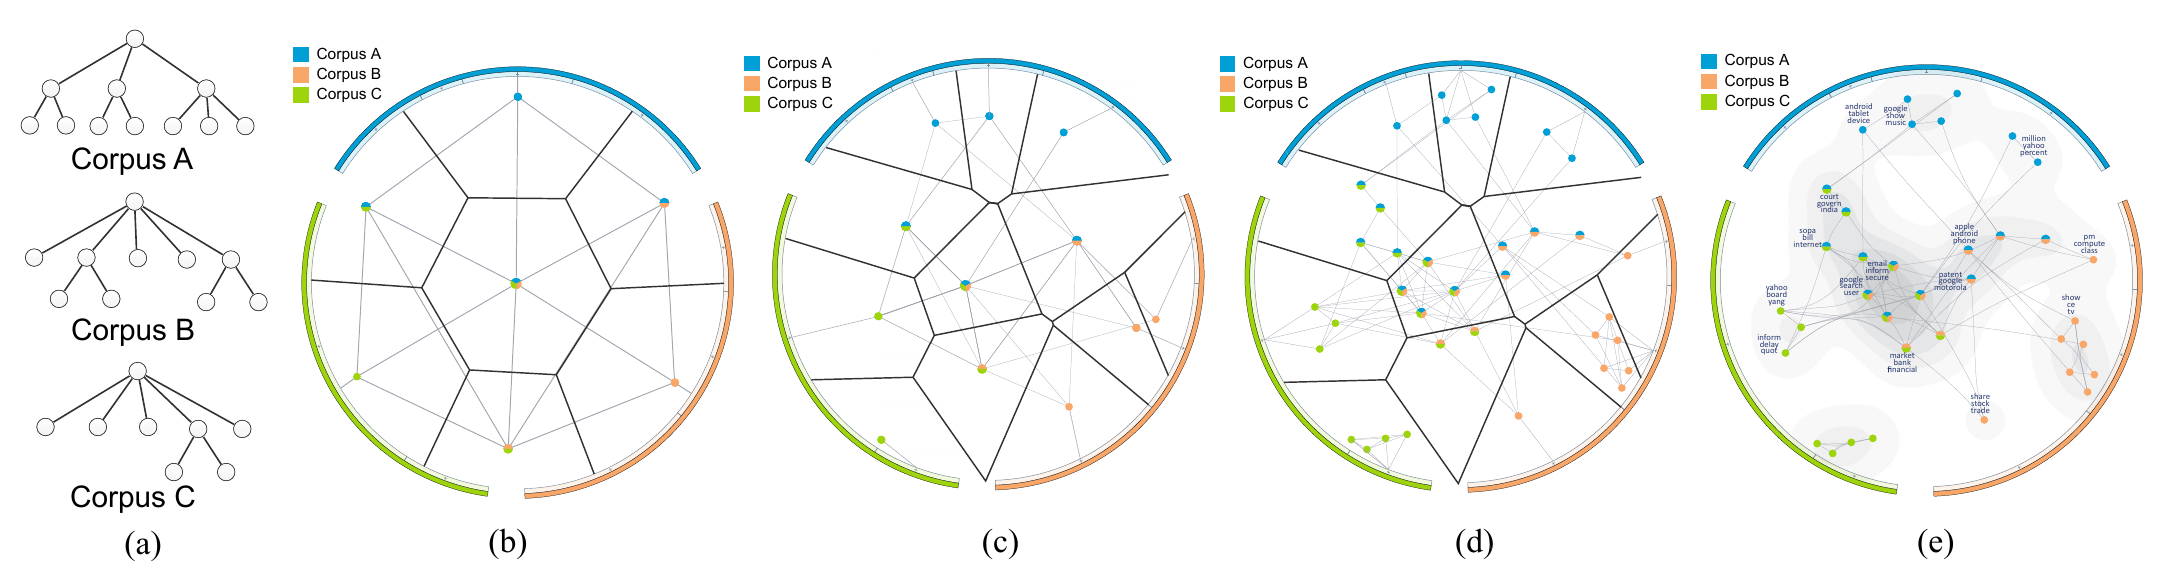 Corpus A
Corpus B
Corpus C
(a)
Corpus A
Corpus B
Corpus C
(b)
Corpus A
Corpus B
Corpus C
(c)
Corpus A
Corpus B
Corpus C
(d)
Corpus A
Corpus B
Corpus C
android
tablet
device
google
show
music
million
yahoo
percent
court
govern
india
sopa
bill
internet
apple
android
phone
pm
compute
class
email
inform
secure
google
search
user
patent
google
motorola
yahoo
board
yang
show
ce
tv
inform
delay
quot
market
bank
financial
share
stock
trade
(e)